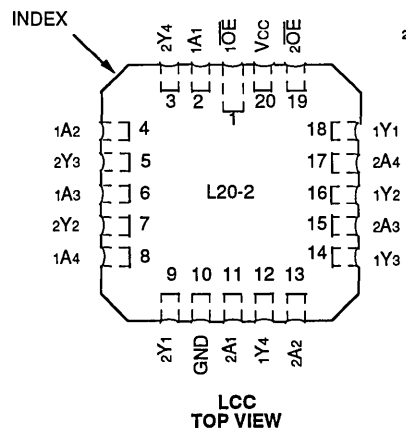 INDEX
2Y4 1A1 1OE VCC 2OE
2
3 2 1 20 19
1A2 4 18 1Y1
2Y3 5 17 2A4
1A3 6 L20-2 16 1Y2
2Y2 7 15 2A3
1A4 8 14 1Y3
9 10 11 12 13
2Y1 GND 2A1 1Y4 2A2
LCC
TOP VIEW